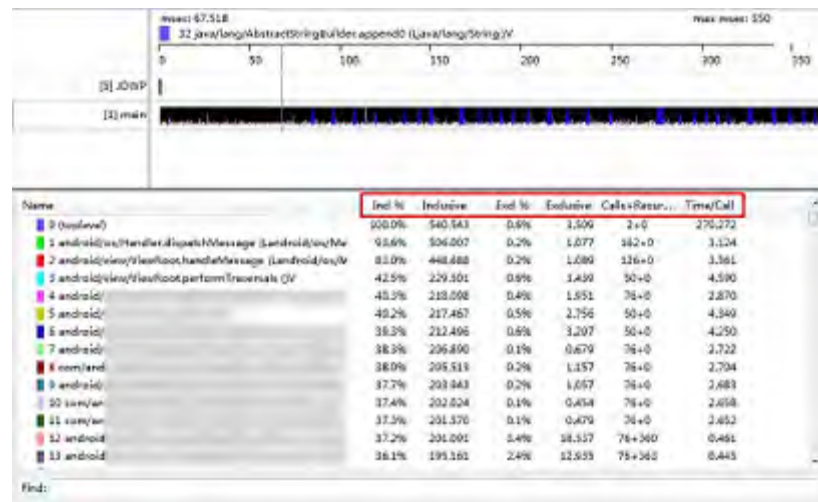 msec: 67.518 max msec: 550
32 java/lang/AbstractStringBuilder.append0 (Ljava/lang/String;)V
0 50 100 150 200 250 300 350
[5] JDWP
[1] main
Name Incl % Inclusive Excl % Exclusive Calls+Recur... Time/Call
0 (toplevel) 100.0% 540.543 0.6% 3.509 2+0 270.272
1 android/os/Handler.dispatchMessage (Landroid/os/Me 93.6% 506.007 0.2% 1.077 162+0 3.124
2 android/view/ViewRoot.handleMessage (Landroid/os/M 83.0% 448.688 0.2% 1.089 126+0 3.561
3 android/view/ViewRoot.performTraversals ()V 42.5% 229.501 0.6% 3.439 50+0 4.590
4 android/ 40.3% 218.098 0.4% 1.951 76+0 2.870
5 android/ 40.2% 217.467 0.5% 2.756 50+0 4.349
6 android/ 39.3% 212.496 0.6% 3.297 50+0 4.250
7 android/ 38.3% 206.890 0.1% 0.679 76+0 2.722
8 com/and 38.0% 205.513 0.2% 1.157 76+0 2.704
9 android/ 37.7% 203.943 0.2% 1.057 76+0 2.683
10 com/an 37.4% 202.024 0.1% 0.454 76+0 2.658
11 com/an 37.3% 201.570 0.1% 0.479 76+0 2.652
12 android 37.2% 201.091 3.4% 18.537 76+360 0.461
13 android 36.1% 195.161 2.4% 12.935 76+363 0.445
Find: